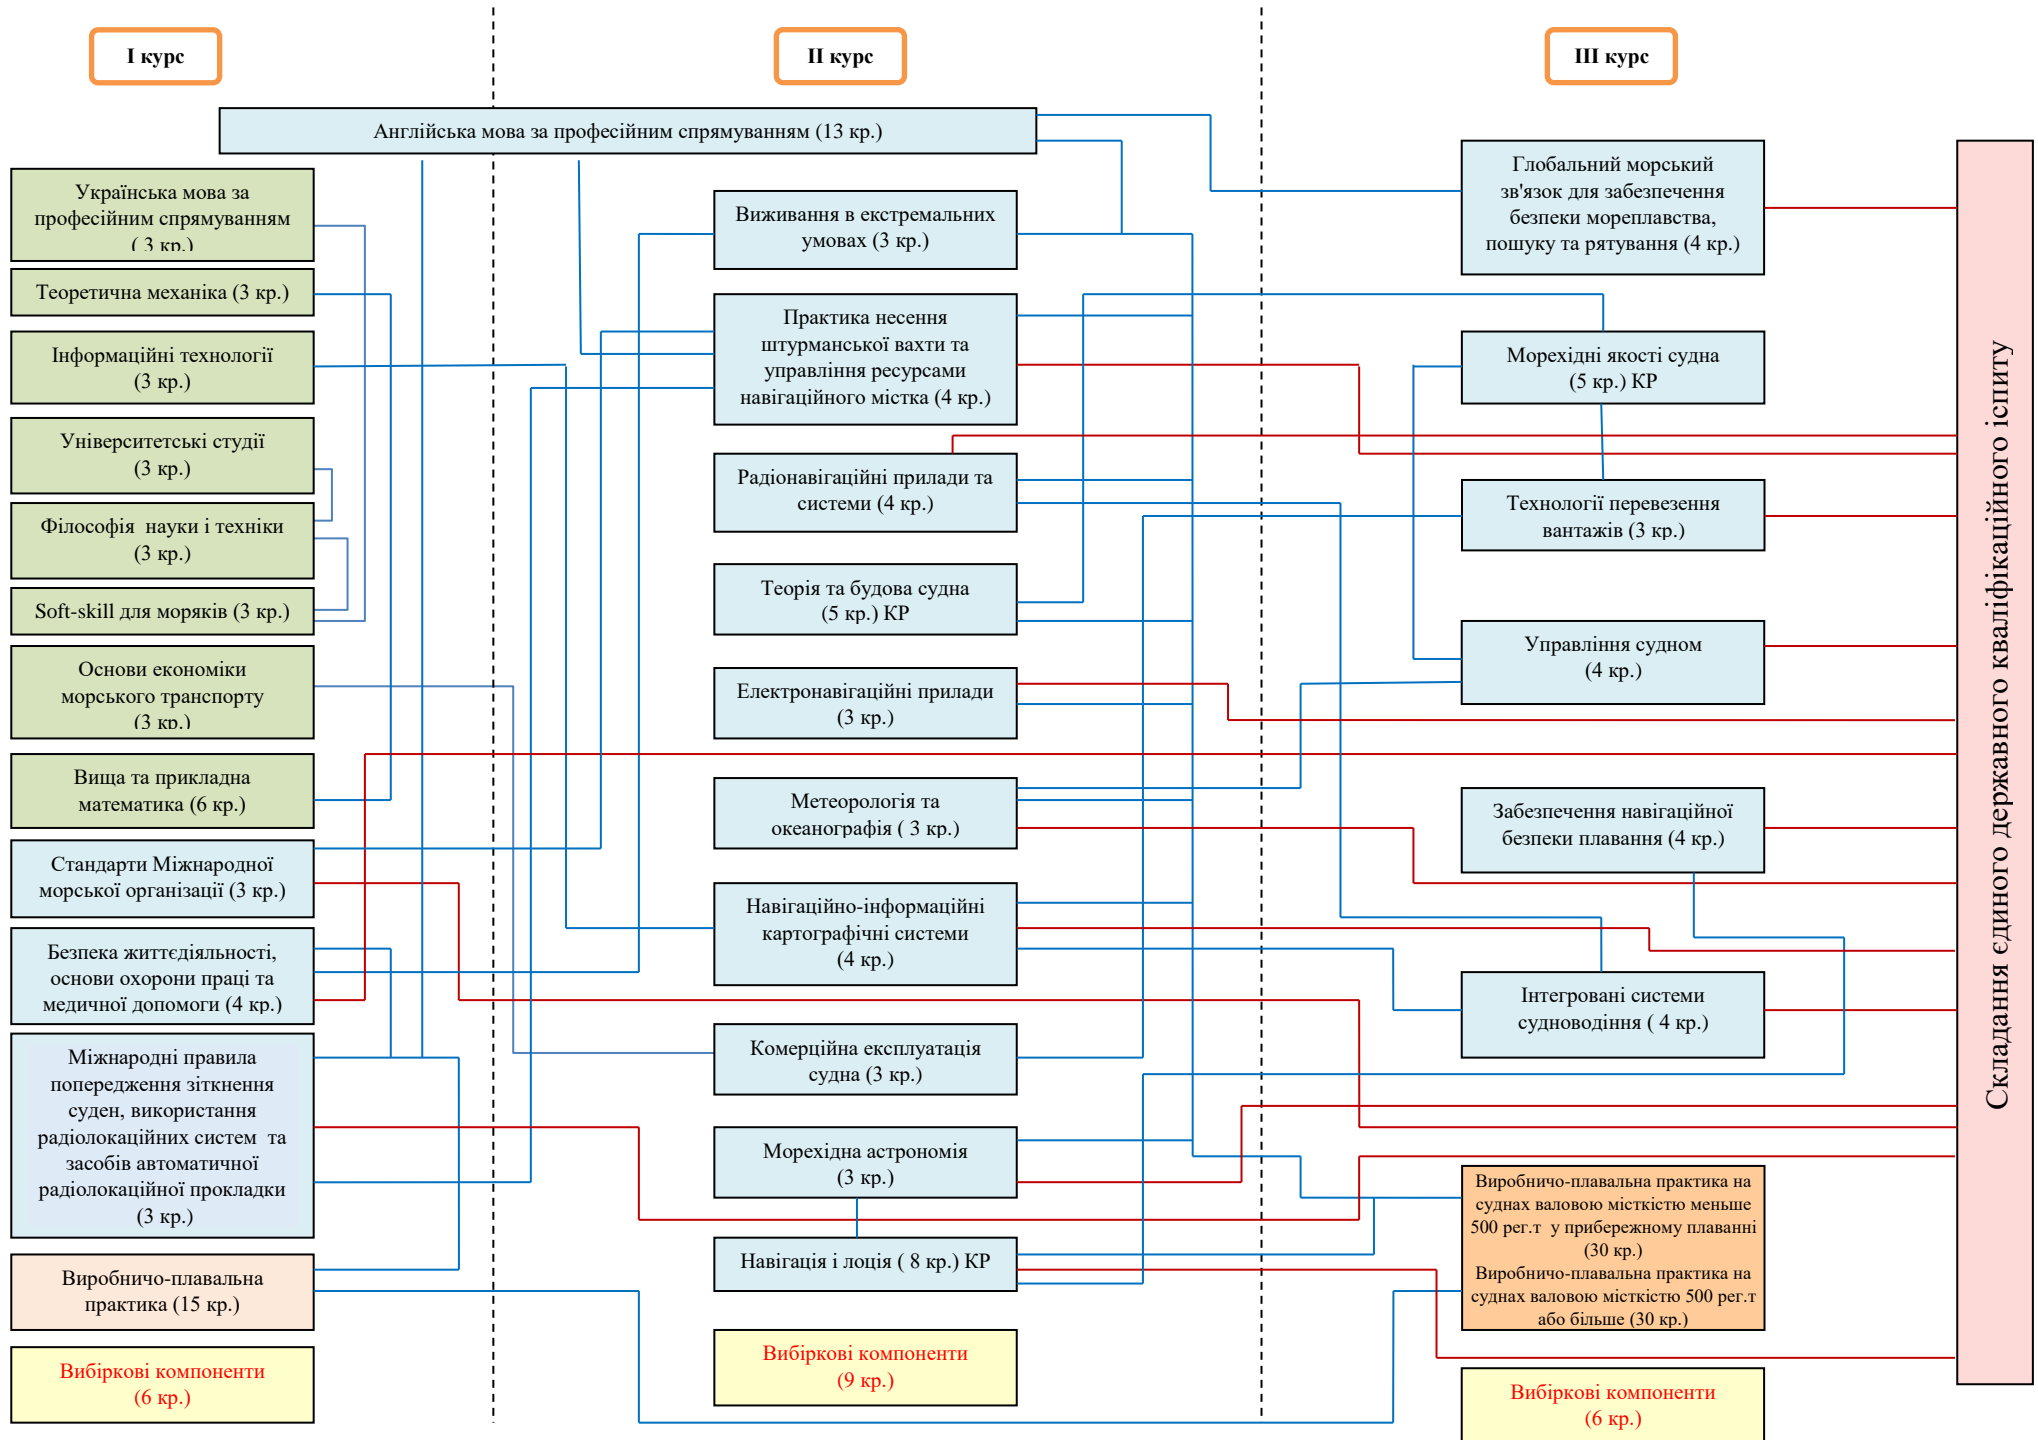 І курс
ІІ курс
ІІІ курс
Англійська мова за професійним спрямуванням (13 кр.)
Українська мова за
професійним спрямуванням
( 3 кр.)
Теоретична механіка (3 кр.)
Інформаційні технології
(3 кр.)
Університетські студії
(3 кр.)
Філософія науки і техніки
(3 кр.)
Soft-skill для моряків (3 кр.)
Основи економіки
морського транспорту
(3 кр.)
Вища та прикладна
математика (6 кр.)
Стандарти Міжнародної
морської організації (3 кр.)
Безпека життєдіяльності,
основи охорони праці та
медичної допомоги (4 кр.)
Міжнародні правила
попередження зіткнення
суден, використання
радіолокаційних систем та
засобів автоматичної
радіолокаційної прокладки
(3 кр.)
Виробничо-плавальна
практика (15 кр.)
Вибіркові компоненти
(6 кр.)
Виживання в екстремальних
умовах (3 кр.)
Практика несення
штурманської вахти та
управління ресурсами
навігаційного містка (4 кр.)
Радіонавігаційні прилади та
системи (4 кр.)
Теорія та будова судна
(5 кр.) КР
Електронавігаційні прилади
(3 кр.)
Метеорологія та
океанографія ( 3 кр.)
Навігаційно-інформаційні
картографічні системи
(4 кр.)
Комерційна експлуатація
судна (3 кр.)
Морехідна астрономія
(3 кр.)
Навігація і лоція ( 8 кр.) КР
Вибіркові компоненти
(9 кр.)
Глобальний морський
зв'язок для забезпечення
безпеки мореплавства,
пошуку та рятування (4 кр.)
Морехідні якості судна
(5 кр.) КР
Технології перевезення
вантажів (3 кр.)
Управління судном
(4 кр.)
Забезпечення навігаційної
безпеки плавання (4 кр.)
Інтегровані системи
судноводіння ( 4 кр.)
Виробничо-плавальна практика на
суднах валовою місткістю меньше
500 рег.т у прибережному плаванні
(30 кр.)
Виробничо-плавальна практика на
суднах валовою місткістю 500 рег.т
або більше (30 кр.)
Вибіркові компоненти
(6 кр.)
Складання єдиного державного кваліфікаційного іспиту